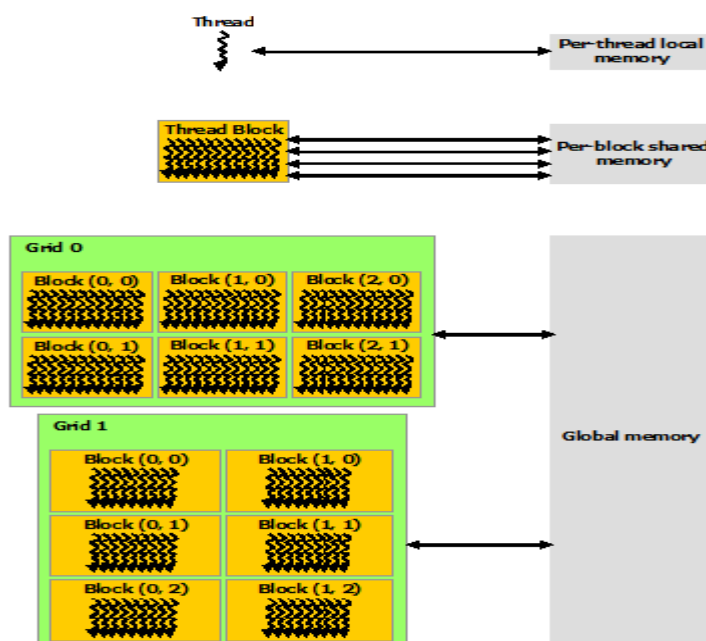 Thread
Per-thread local
memory
Thread Block
Per-block shared
memory
Grid 0
Block (0, 0)
Block (1, 0)
Block (2, 0)
Block (0, 1)
Block (1, 1)
Block (2, 1)
Global memory
Grid 1
Block (0, 0)
Block (1, 0)
Block (0, 1)
Block (1, 1)
Block (0, 2)
Block (1, 2)